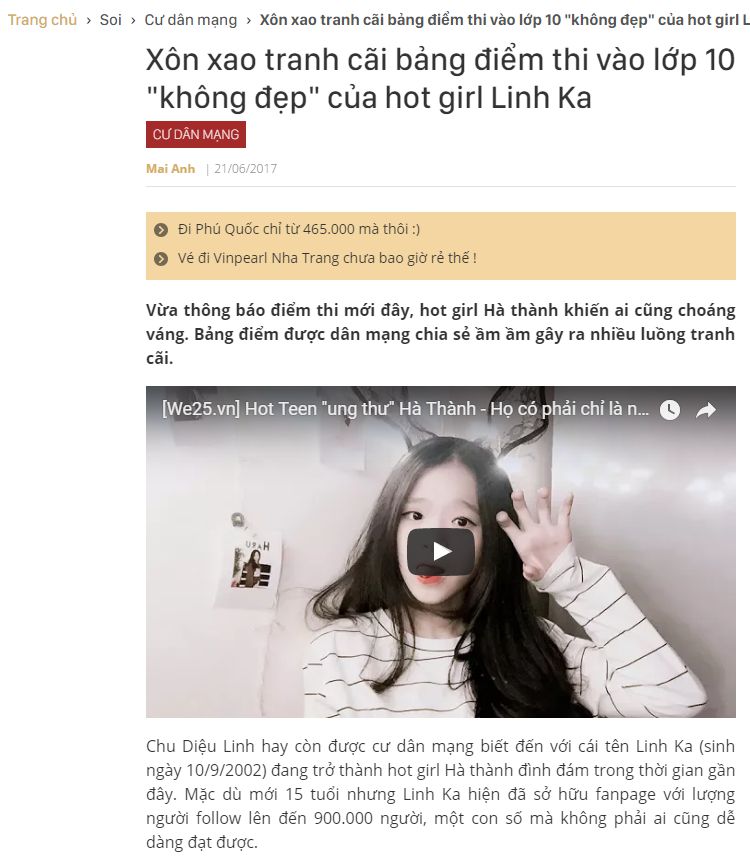 Trang chủ › Soi › Cư dân mạng › Xôn xao tranh cãi bảng điểm thi vào lớp 10 "không đẹp" của hot girl L
Xôn xao tranh cãi bảng điểm thi vào lớp 10
"không đẹp" của hot girl Linh Ka
CƯ DÂN MẠNG
Mai Anh | 21/06/2017
Đi Phú Quốc chỉ từ 465.000 mà thôi :)
Vé đi Vinpearl Nha Trang chưa bao giờ rẻ thế !
Vừa thông báo điểm thi mới đây, hot girl Hà thành khiến ai cũng choáng
váng. Bảng điểm được dân mạng chia sẻ ầm ầm gây ra nhiều luồng tranh
cãi.
[We25.vn] Hot Teen "ung thư" Hà Thành - Họ có phải chỉ là n...
Chu Diệu Linh hay còn được cư dân mạng biết đến với cái tên Linh Ka (sinh
ngày 10/9/2002) đang trở thành hot girl Hà thành đình đám trong thời gian gần
đây. Mặc dù mới 15 tuổi nhưng Linh Ka hiện đã sở hữu fanpage với lượng
người follow lên đến 900.000 người, một con số mà không phải ai cũng dễ
dàng đạt được.